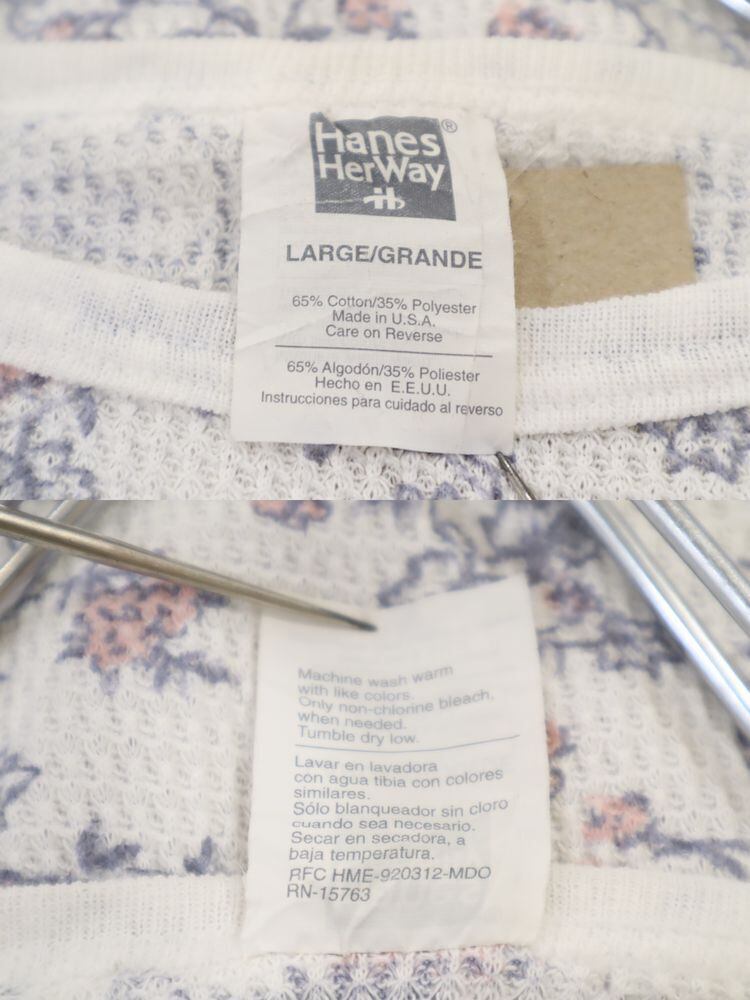 Hanes®
HerWay
LARGE/GRANDE
65% Cotton/35% Polyester
Made in U.S.A.
Care on Reverse
65% Algodón/35% Poliester
Hecho en E.E.U.U.
Instrucciones para cuidado al reverso
Machine wash warm
with like colors.
Only non-chlorine bleach,
when needed.
Tumble dry low.
Lavar en lavadora
con agua tibia con colores
similares.
Sólo blanqueador sin cloro
cuando sea necesario.
Secar en secadora, a
baja temperatura.
RFC HME-920312-MDO
RN-15763